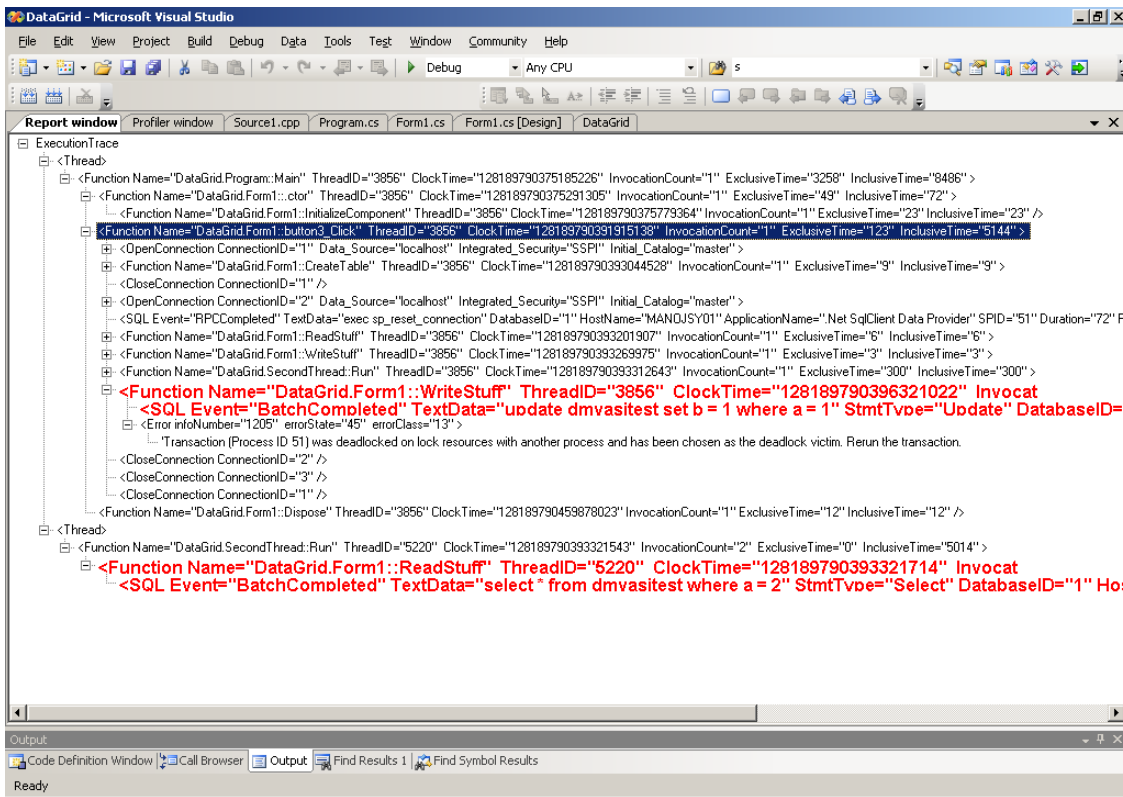 DataGrid - Microsoft Visual Studio
File Edit View Project Build Debug Data Tools Test Window Community Help
Debug Any CPU s
Report window Profiler window Source1.cpp Program.cs Form1.cs Form1.cs [Design] DataGrid
ExecutionTrace
<Thread>
<Function Name="DataGrid.Program::Main" ThreadID="3856" ClockTime="128189790375185226" InvocationCount="1" ExclusiveTime="3258" InclusiveTime="8486">
<Function Name="DataGrid.Form1::.ctor" ThreadID="3856" ClockTime="128189790375291305" InvocationCount="1" ExclusiveTime="49" InclusiveTime="72">
<Function Name="DataGrid.Form1::InitializeComponent" ThreadID="3856" ClockTime="128189790375779364" InvocationCount="1" ExclusiveTime="23" InclusiveTime="23" />
<Function Name="DataGrid.Form1::button3_Click" ThreadID="3856" ClockTime="128189790391915138" InvocationCount="1" ExclusiveTime="123" InclusiveTime="5144">
<OpenConnection ConnectionID="1" Data_Source="localhost" Integrated_Security="SSPI" Initial_Catalog="master">
<Function Name="DataGrid.Form1::CreateTable" ThreadID="3856" ClockTime="128189790393044528" InvocationCount="1" ExclusiveTime="9" InclusiveTime="9">
<CloseConnection ConnectionID="1" />
<OpenConnection ConnectionID="2" Data_Source="localhost" Integrated_Security="SSPI" Initial_Catalog="master">
<SQL Event="RPCCompleted" TextData="exec sp_reset_connection" DatabaseID="1" HostName="MANOJSY01" ApplicationName=".Net SqlClient Data Provider" SPID="51" Duration="72" F
<Function Name="DataGrid.Form1::ReadStuff" ThreadID="3856" ClockTime="128189790393201907" InvocationCount="1" ExclusiveTime="6" InclusiveTime="6">
<Function Name="DataGrid.Form1::WriteStuff" ThreadID="3856" ClockTime="128189790393269975" InvocationCount="1" ExclusiveTime="3" InclusiveTime="3">
<Function Name="DataGrid.SecondThread::Run" ThreadID="3856" ClockTime="128189790393312643" InvocationCount="1" ExclusiveTime="300" InclusiveTime="300">
<Function Name="DataGrid.Form1::WriteStuff" ThreadID="3856" ClockTime="128189790396321022" Invocat
<SQL Event="BatchCompleted" TextData="update dmvasitest set b = 1 where a = 1" StmtType="Update" DatabaseID=
<Error infoNumber="1205" errorState="45" errorClass="13">
'Transaction (Process ID 51) was deadlocked on lock resources with another process and has been chosen as the deadlock victim. Rerun the transaction.
<CloseConnection ConnectionID="2" />
<CloseConnection ConnectionID="3" />
<CloseConnection ConnectionID="1" />
<Function Name="DataGrid.Form1::Dispose" ThreadID="3856" ClockTime="128189790459878023" InvocationCount="1" ExclusiveTime="12" InclusiveTime="12" />
<Thread>
<Function Name="DataGrid.SecondThread::Run" ThreadID="5220" ClockTime="128189790393321543" InvocationCount="2" ExclusiveTime="0" InclusiveTime="5014">
<Function Name="DataGrid.Form1::ReadStuff" ThreadID="5220" ClockTime="128189790393321714" Invocat
<SQL Event="BatchCompleted" TextData="select * from dmvasitest where a = 2" StmtType="Select" DatabaseID="1" Hos
Output
Code Definition Window Call Browser Output Find Results 1 Find Symbol Results
Ready